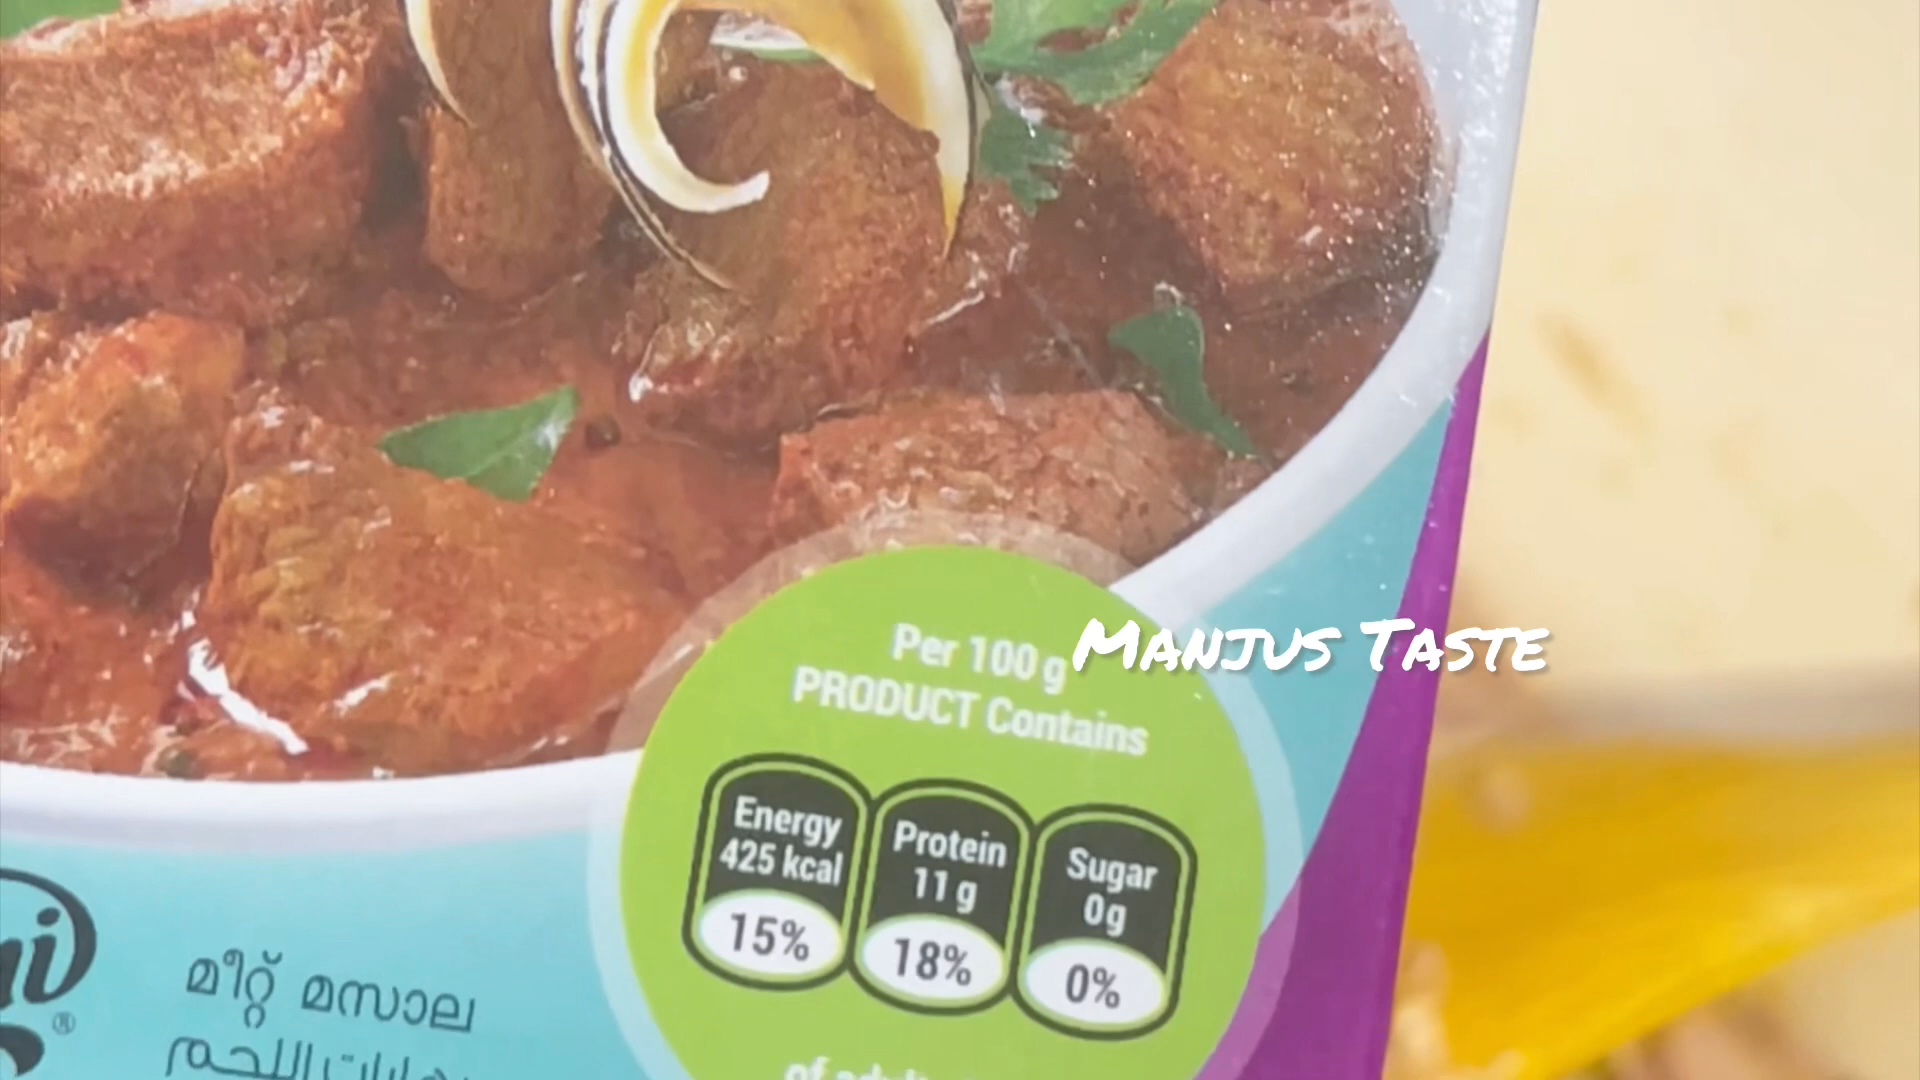 Per 100 g
PRODUCT Contains
MANJUS TASTE
Energy
425 kcal
15%
Protein
11 g
18%
Sugar
0g
0%
®
മീറ്റ് മസാല